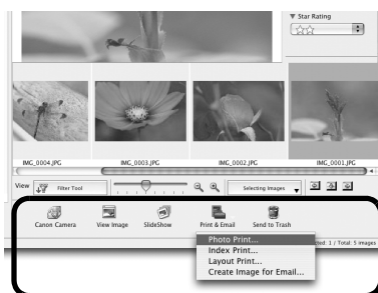 ▼ Star Rating
☆☆
IMG_0004.JPG IMG_0003.JPG IMG_0002.JPG IMG_0001.JPG
View Filter Tool Selecting Images
Canon Camera View Image SlideShow Print & Email Send to Trash
Photo Print...
cted: 1 / Total: 5 images
Index Print...
Layout Print...
Create Image for Email...